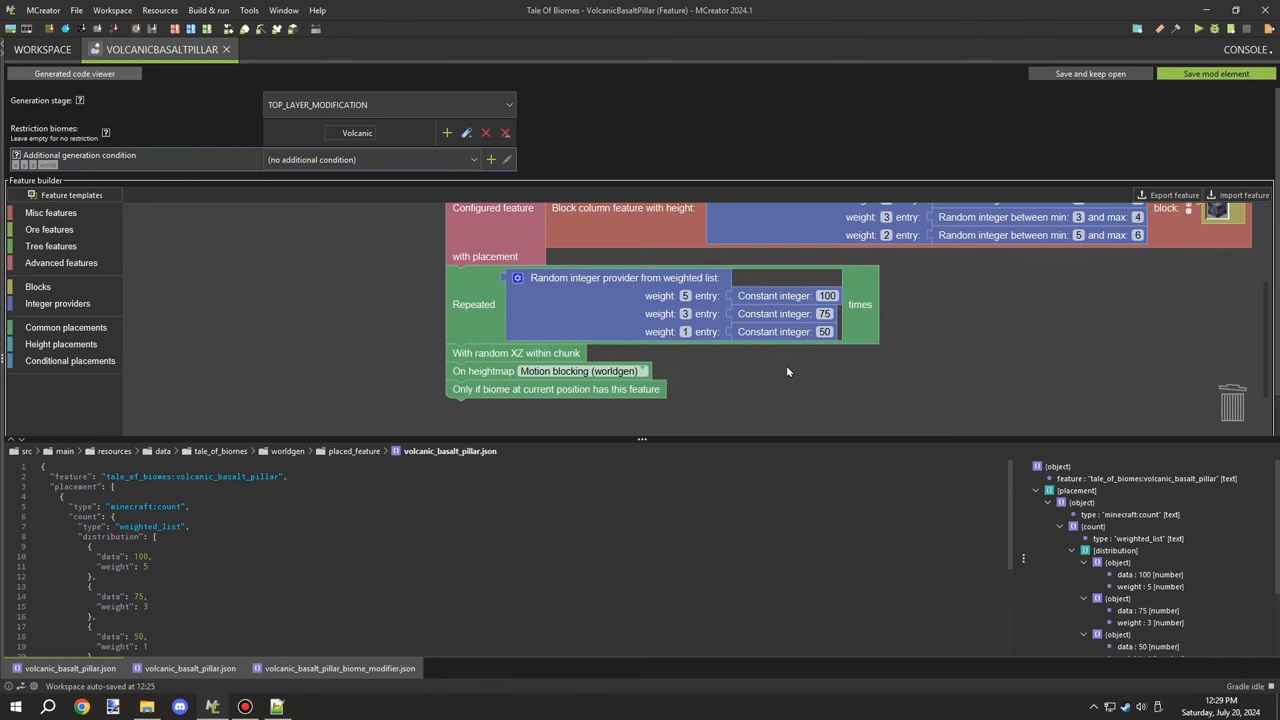 MCreator File Workspace Resources Build & run Tools Window Help
Tale Of Biomes - VolcanicBasaltPillar (Feature) - MCreator 2024.1
WORKSPACE
VOLCANICBASALTPILLAR
CONSOLE
Generated code viewer
Save and keep open
Save mod element
Generation stage: ?
TOP_LAYER_MODIFICATION
Restriction biomes: ?
Leave empty for no restriction
Volcanic
? Additional generation condition
x y z world
(no additional condition)
Feature builder
Feature templates
Export feature
Import feature
Misc features
Ore features
Tree features
Advanced features
Blocks
Integer providers
Common placements
Height placements
Conditional placements
Configured feature
Block column feature with height:
weight: 3 entry: Random integer between min: 3 and max: 4
block:
weight: 2 entry: Random integer between min: 5 and max: 6
with placement
Repeated
Random integer provider from weighted list:
weight: 5 entry: Constant integer: 100
weight: 3 entry: Constant integer: 75
weight: 1 entry: Constant integer: 50
times
With random XZ within chunk
On heightmap Motion blocking (worldgen)
Only if biome at current position has this feature
src main resources data tale_of_biomes worldgen placed_feature volcanic_basalt_pillar.json
1 {
2 "feature": "tale_of_biomes:volcanic_basalt_pillar",
3 "placement": [
4 {
5 "type": "minecraft:count",
6 "count": {
7 "type": "weighted_list",
8 "distribution": [
9 {
10 "data": 100,
11 "weight": 5
12 },
13 {
14 "data": 75,
15 "weight": 3
16 },
17 {
18 "data": 50,
19 "weight": 1
{object}
feature : "tale_of_biomes:volcanic_basalt_pillar" [text]
[placement]
{object}
type : "minecraft:count" [text]
{count}
type : "weighted_list" [text]
[distribution]
{object}
data : 100 [number]
weight : 5 [number]
{object}
data : 75 [number]
weight : 3 [number]
{object}
data : 50 [number]
volcanic_basalt_pillar.json
volcanic_basalt_pillar.json
volcanic_basalt_pillar_biome_modifier.json
Workspace auto-saved at 12:25
Gradle idle
12:29 PM
Saturday, July 20, 2024